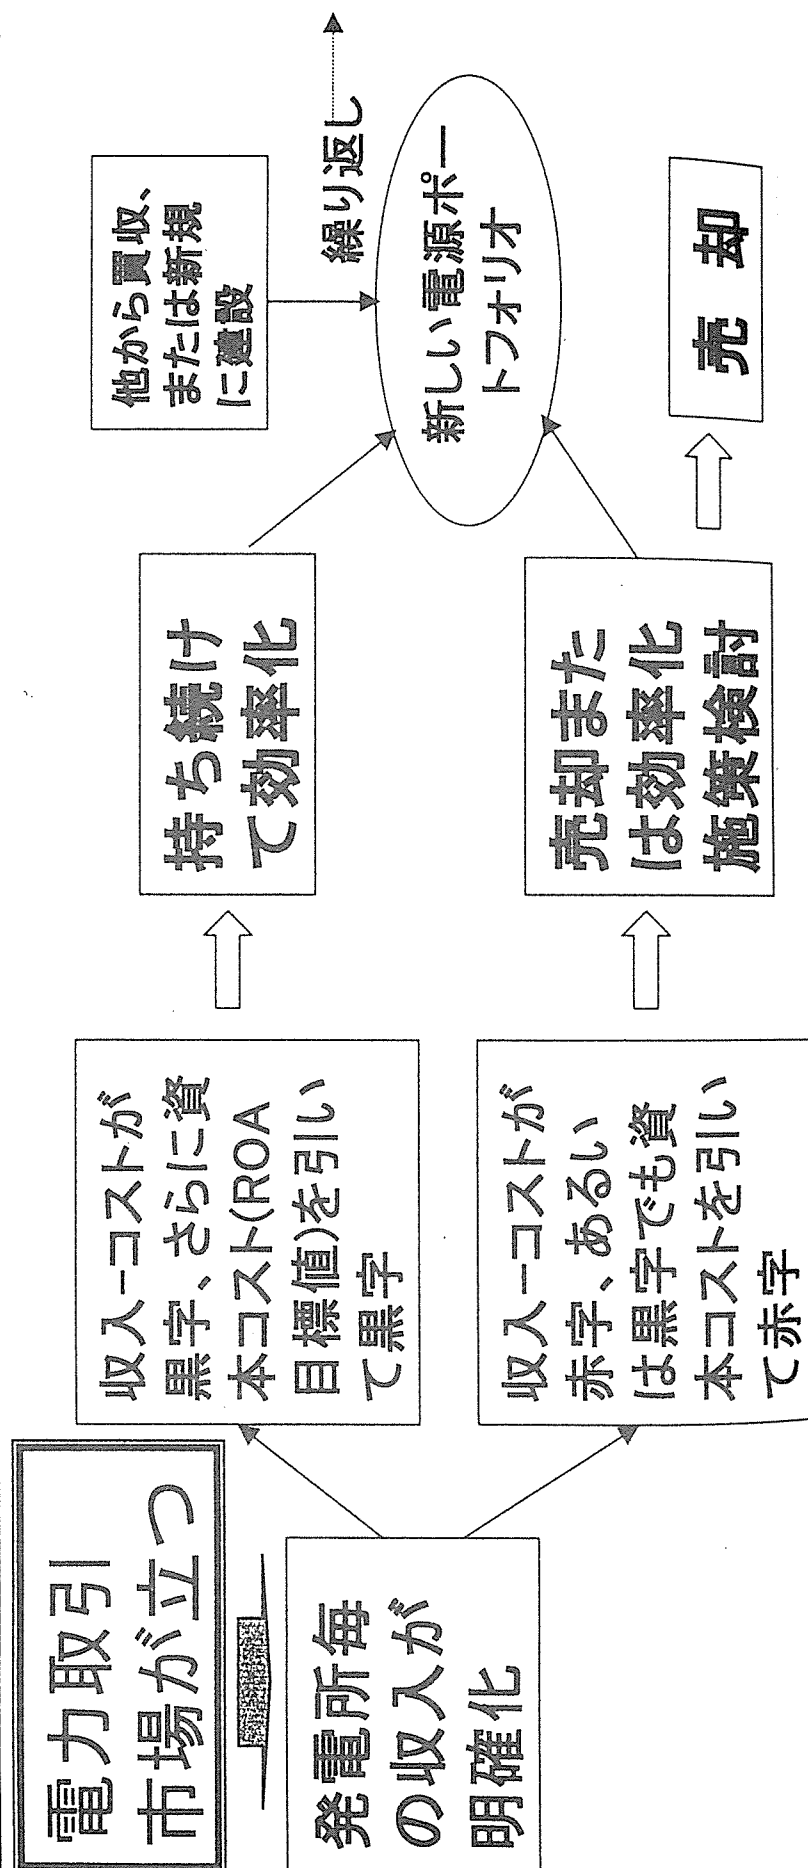 電力取引
市場が立つ
発電所毎
の収入が
明確化
収入-コストが
黒字、さらに資
本コスト(ROA
目標値)を引い
て黒字
収入-コストが
赤字、あるい
は黒字でも資
本コストを引い
て赤字
持ち続け
て効率化
売却また
は効率化
施策検討
他から買収、
または新規
に建設
繰り返し
新しい電源ポー
トフォリオ
売 却